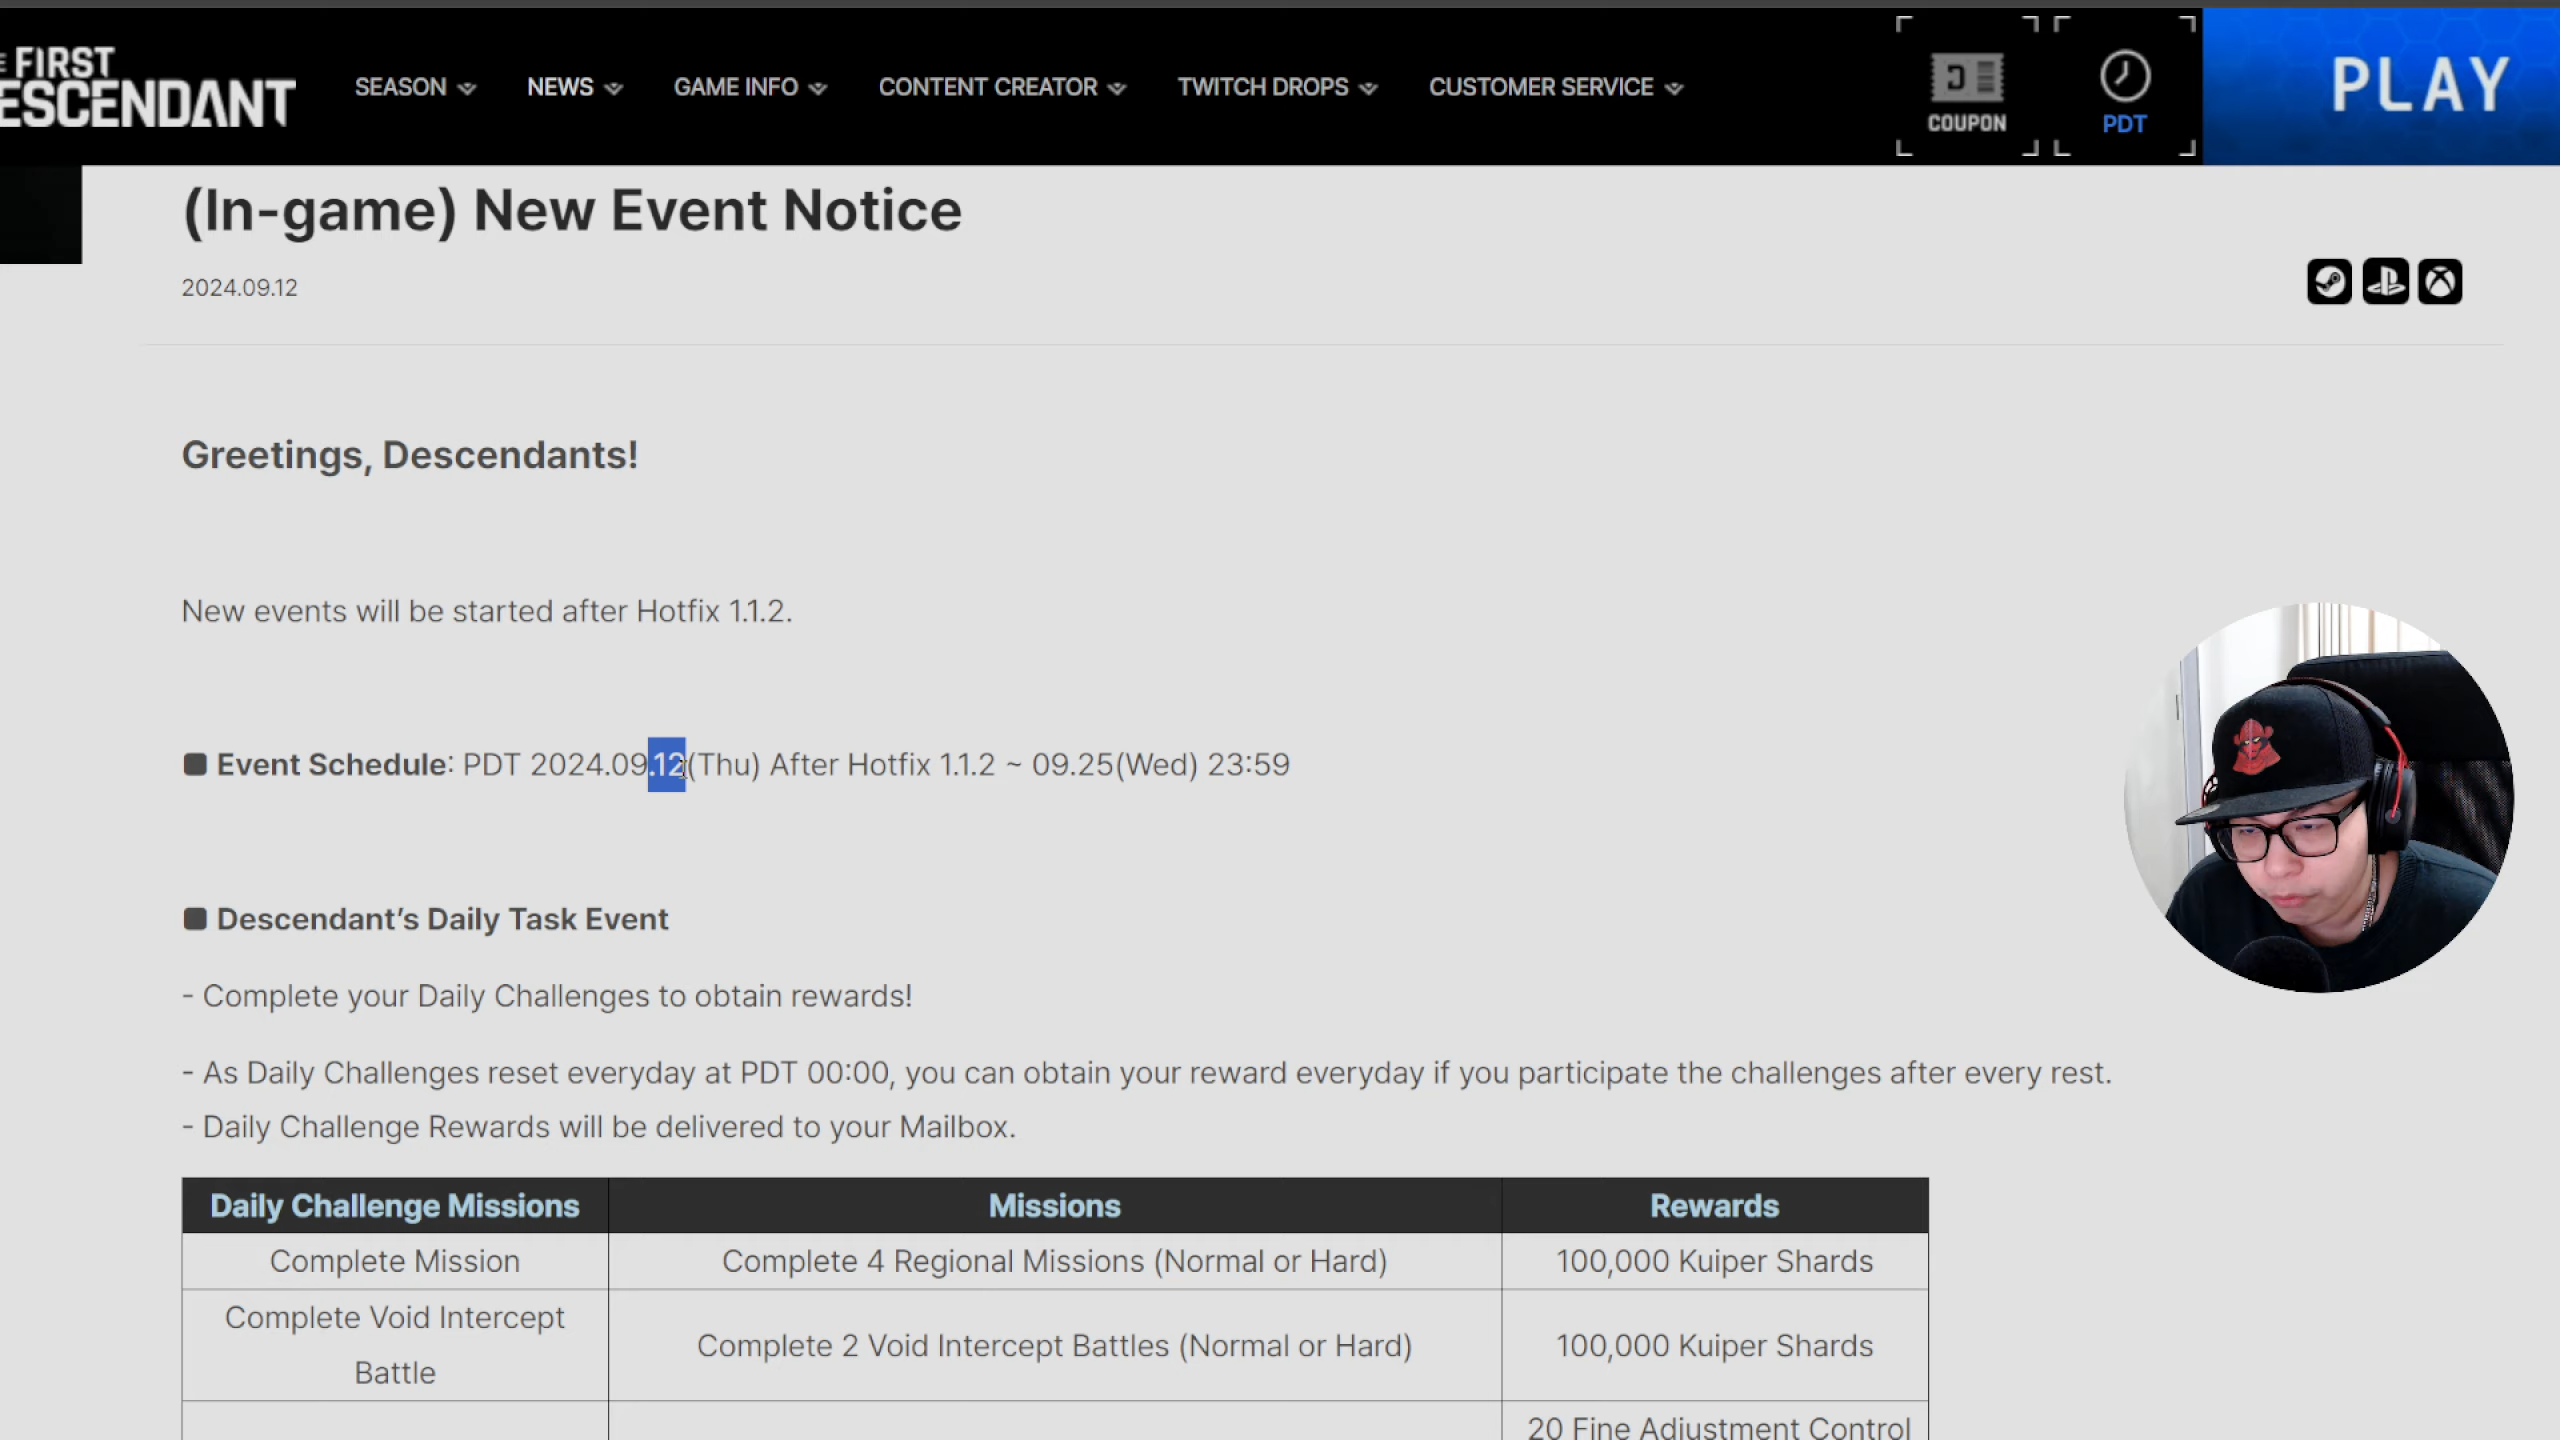 FIRST
ESCENDANT
SEASON
NEWS
GAME INFO
CONTENT CREATOR
TWITCH DROPS
CUSTOMER SERVICE
COUPON
PDT
PLAY
(In-game) New Event Notice
2024.09.12
Greetings, Descendants!
New events will be started after Hotfix 1.1.2.
■ Event Schedule: PDT 2024.09.12(Thu) After Hotfix 1.1.2 ~ 09.25(Wed) 23:59
■ Descendant’s Daily Task Event
- Complete your Daily Challenges to obtain rewards!
- As Daily Challenges reset everyday at PDT 00:00, you can obtain your reward everyday if you participate the challenges after every rest.
- Daily Challenge Rewards will be delivered to your Mailbox.
Daily Challenge Missions Missions Rewards
Complete Mission Complete 4 Regional Missions (Normal or Hard) 100,000 Kuiper Shards
Complete Void Intercept
Battle
Complete 2 Void Intercept Battles (Normal or Hard) 100,000 Kuiper Shards
20 Fine Adjustment Control